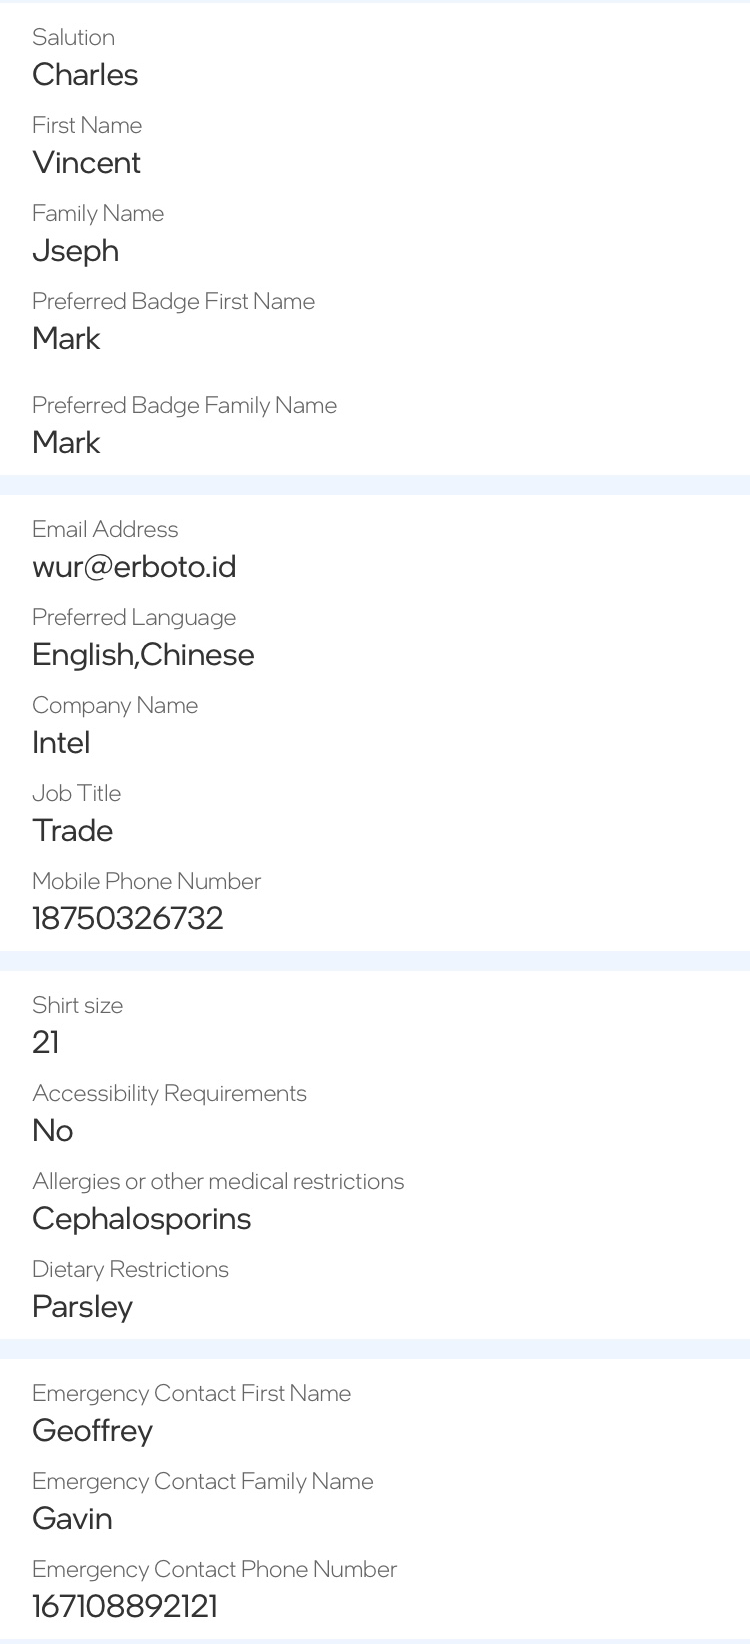 Salution
Charles
First Name
Vincent
Family Name
Jseph
Preferred Badge First Name
Mark
Preferred Badge Family Name
Mark
Email Address
wur@erboto.id
Preferred Language
English,Chinese
Company Name
Intel
Job Title
Trade
Mobile Phone Number
18750326732
Shirt size
21
Accessibility Requirements
No
Allergies or other medical restrictions
Cephalosporins
Dietary Restrictions
Parsley
Emergency Contact First Name
Geoffrey
Emergency Contact Family Name
Gavin
Emergency Contact Phone Number
167108892121